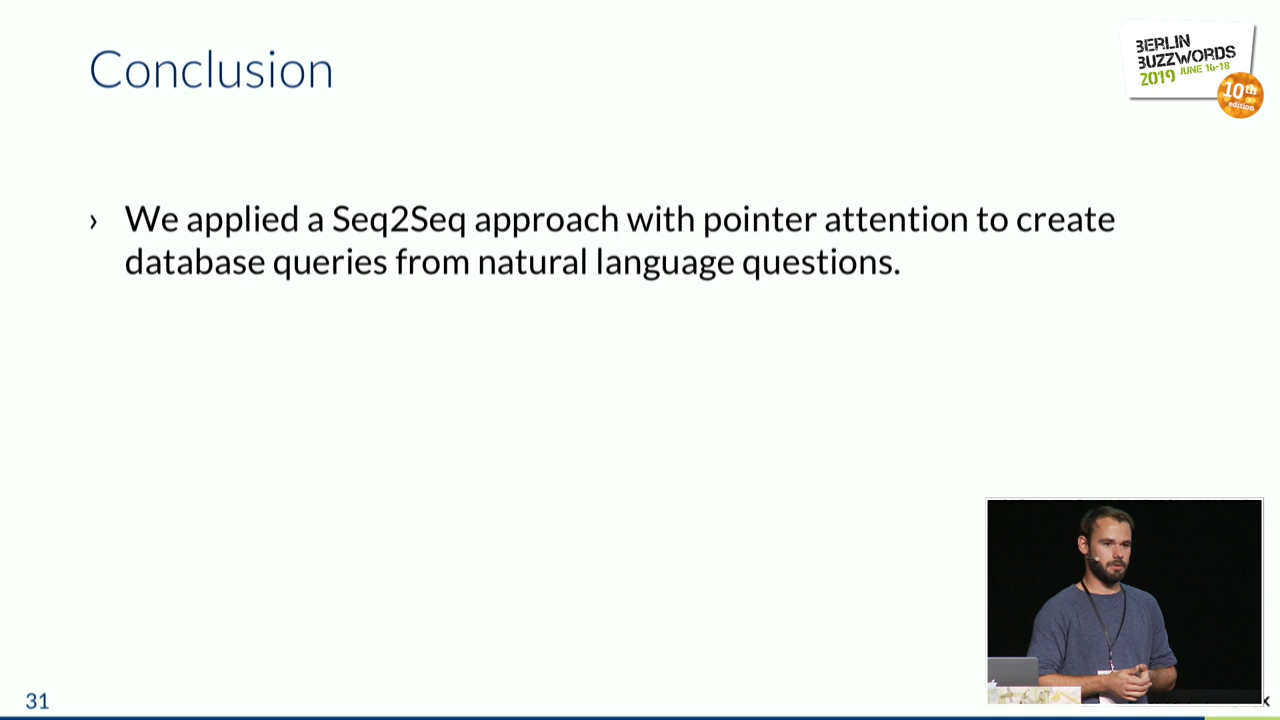 Conclusion
BERLIN
BUZZWORDS
2019 JUNE 16-18
10th
edition
› We applied a Seq2Seq approach with pointer attention to create
database queries from natural language questions.
31